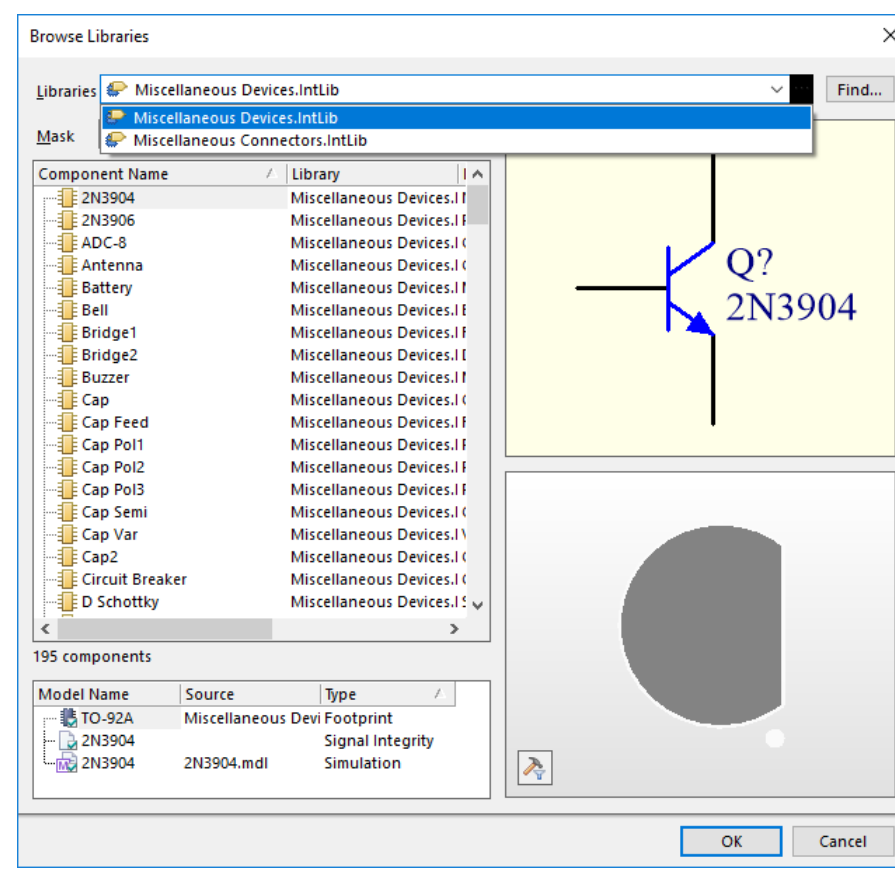 Browse Libraries
Libraries Miscellaneous Devices.IntLib ... Find...
Miscellaneous Devices.IntLib
Mask Miscellaneous Connectors.IntLib
Component Name Library
2N3904 Miscellaneous Devices.I
2N3906 Miscellaneous Devices.I
ADC-8 Miscellaneous Devices.I
Antenna Miscellaneous Devices.I
Battery Miscellaneous Devices.I
Bell Miscellaneous Devices.I
Bridge1 Miscellaneous Devices.I
Bridge2 Miscellaneous Devices.I
Buzzer Miscellaneous Devices.I
Cap Miscellaneous Devices.I
Cap Feed Miscellaneous Devices.I
Cap Pol1 Miscellaneous Devices.I
Cap Pol2 Miscellaneous Devices.I
Cap Pol3 Miscellaneous Devices.I
Cap Semi Miscellaneous Devices.I
Cap Var Miscellaneous Devices.I
Cap2 Miscellaneous Devices.I
Circuit Breaker Miscellaneous Devices.I
D Schottky Miscellaneous Devices.I
195 components
Model Name Source Type
TO-92A Miscellaneous Devi Footprint
2N3904 Signal Integrity
2N3904 2N3904.mdl Simulation
Q?
2N3904
OK Cancel